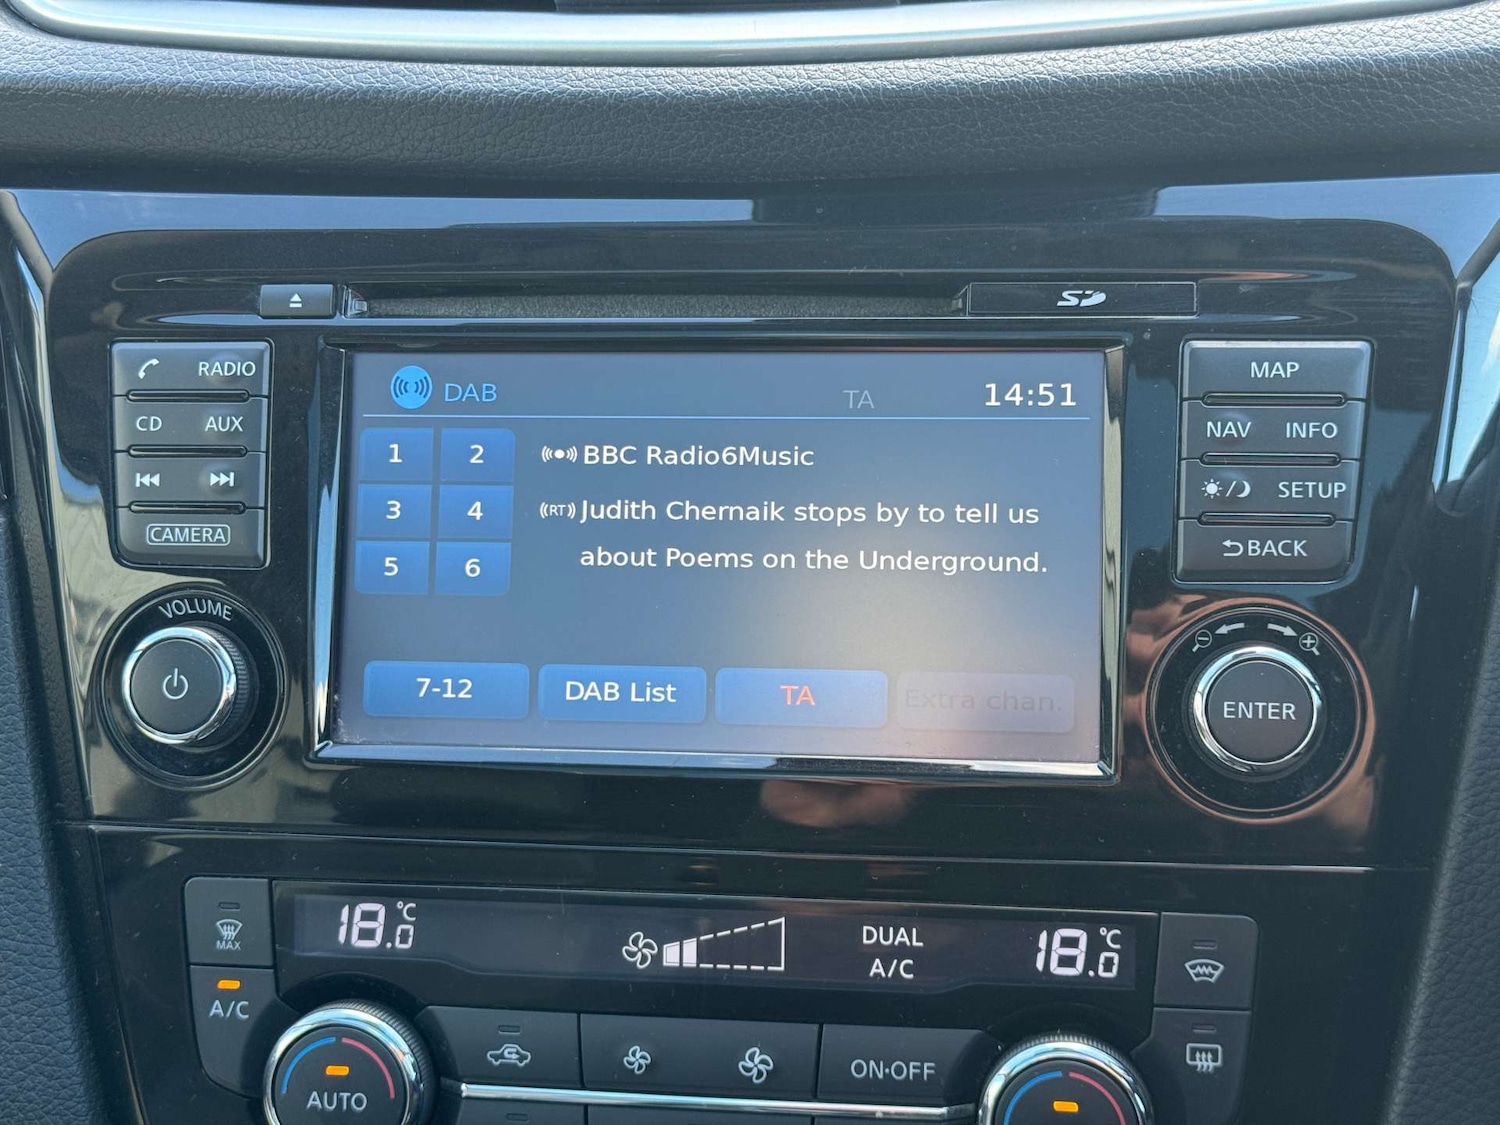 SD
RADIO
CD AUX
CAMERA
VOLUME
DAB TA 14:51
1 2
3 4
5 6
BBC Radio6Music
((RT)) Judith Chernaik stops by to tell us
about Poems on the Underground.
7-12 DAB List TA Extra chan.
MAP
NAV INFO
SETUP
BACK
ENTER
MAX
A/C
18.0 °C
DUAL
A/C
18.0 °C
AUTO
ON·OFF